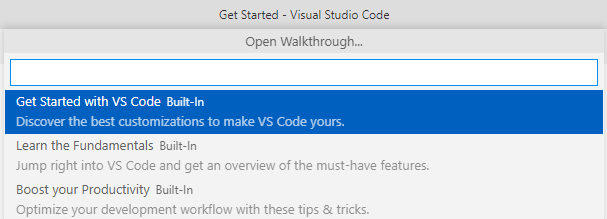 Get Started - Visual Studio Code
Open Walkthrough...
Get Started with VS Code Built-In
Discover the best customizations to make VS Code yours.
Learn the Fundamentals Built-In
Jump right into VS Code and get an overview of the must-have features.
Boost your Productivity Built-In
Optimize your development workflow with these tips & tricks.